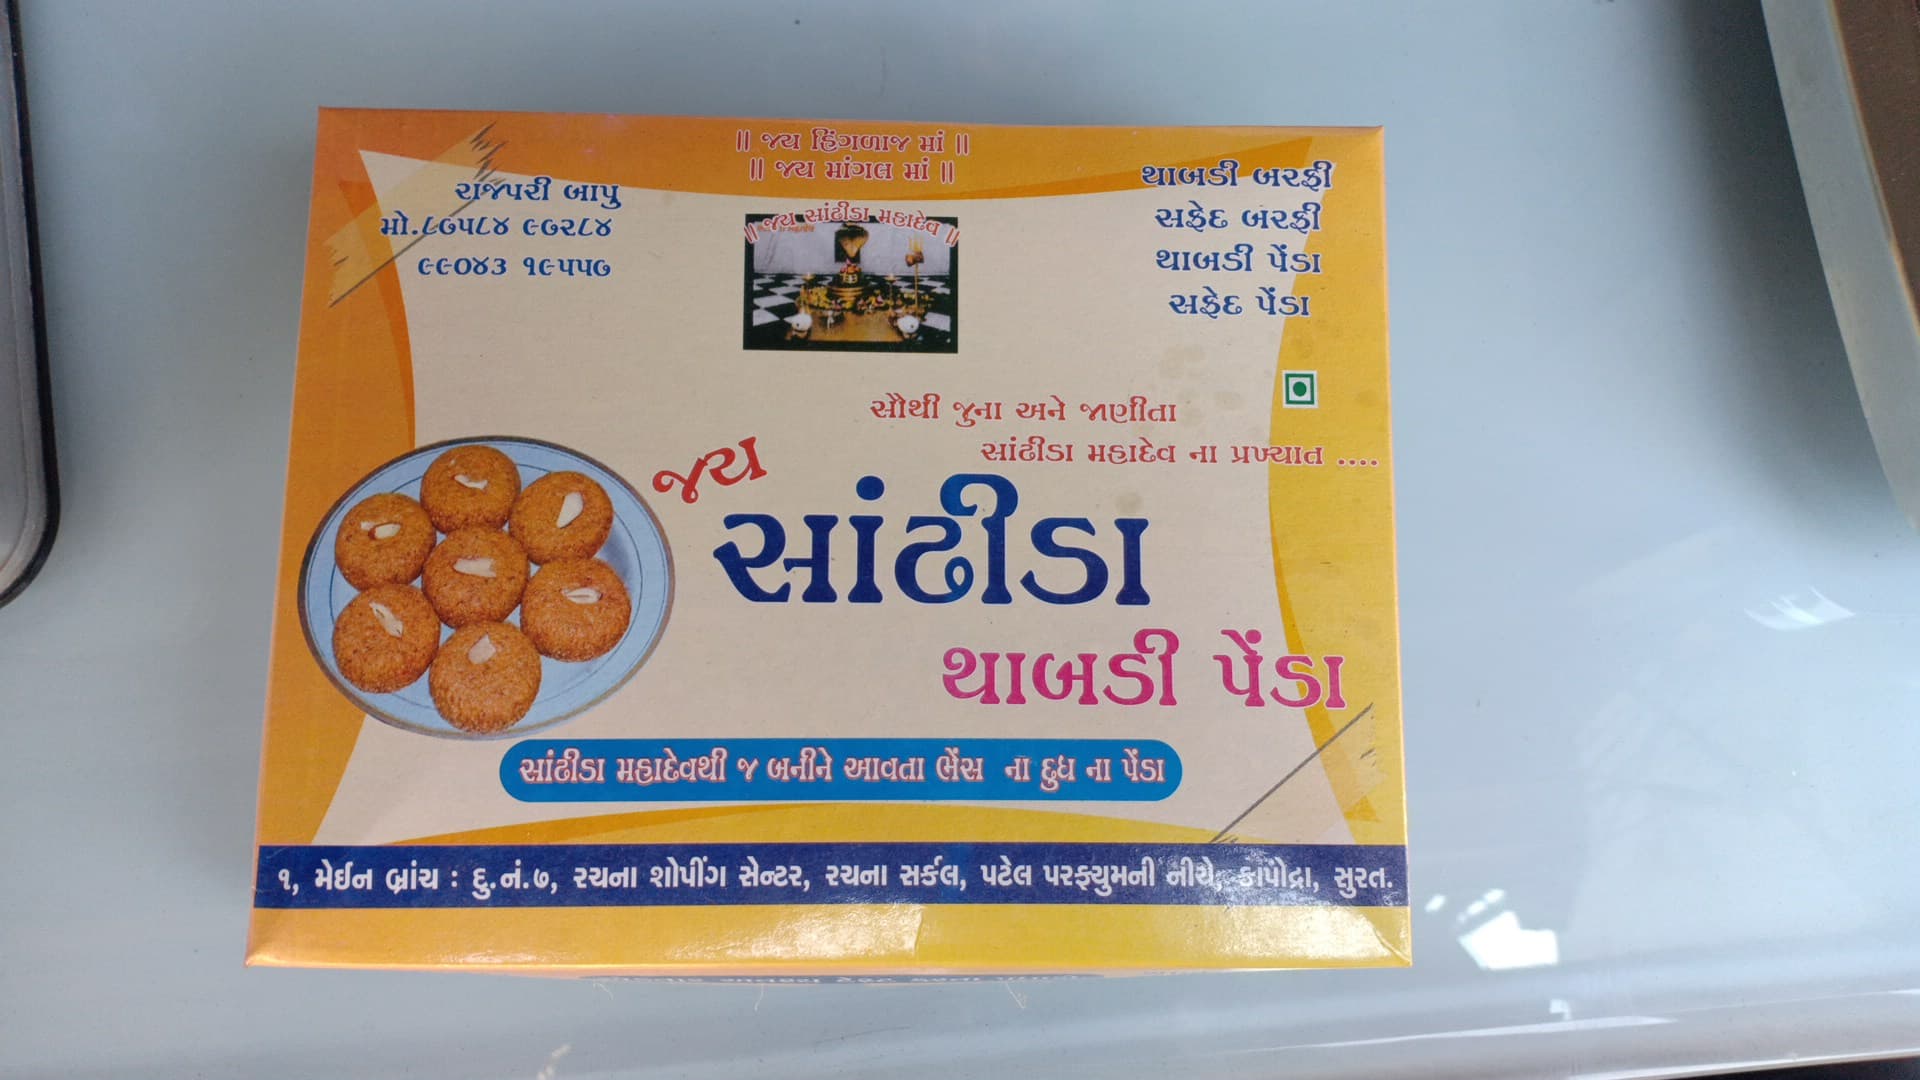 ॥ જય હિંગળાજ માં ॥
॥ જય માંગલ માં ॥
॥ જય સાંઢીડા મહાદેવ ॥
રાજપરી બાપુ
મો.૮૭૫૮૪ ૯૭૨૮૪
૯૯૦૪૩ ૧૯૫૫૭
થાબડી બરફી
સફેદ બરફી
થાબડી પેંડા
સફેદ પેંડા
સૌથી જુના અને જાણીતા
સાંઢીડા મહાદેવ ના પ્રખ્યાત ....
જય
સાંઢીડા
થાબડી પેંડા
સાંઢીડા મહાદેવથી જ બનીને આવતા ભેંસ ના દુધ ના પેંડા
૧, મેઈન બ્રાંચ : દુ.નં.૭, રચના શોપીંગ સેન્ટર, રચના સર્કલ, પટેલ પરફ્યુમની નીચે, કાપોદ્રા, સુરત.